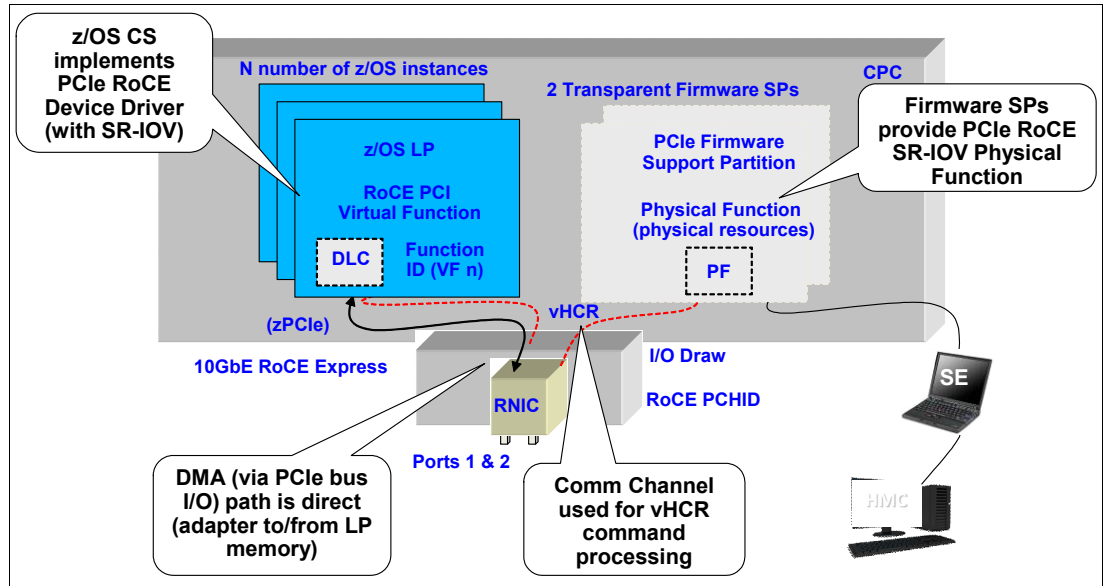 z/OS CS
implements
PCIe RoCE
Device Driver
(with SR-IOV)
N number of z/OS instances
z/OS LP
RoCE PCI
Virtual Function
DLC
Function
ID (VF n)
2 Transparent Firmware SPs
PCIe Firmware
Support Partition
Physical Function
(physical resources)
PF
CPC
Firmware SPs
provide PCIe RoCE
SR-IOV Physical
Function
(zPCIe)
vHCR
10GbE RoCE Express
I/O Draw
RNIC
RoCE PCHID
Ports 1 & 2
SE
HMC
DMA (via PCIe bus
I/O) path is direct
(adapter to/from LP
memory)
Comm Channel
used for vHCR
command
processing